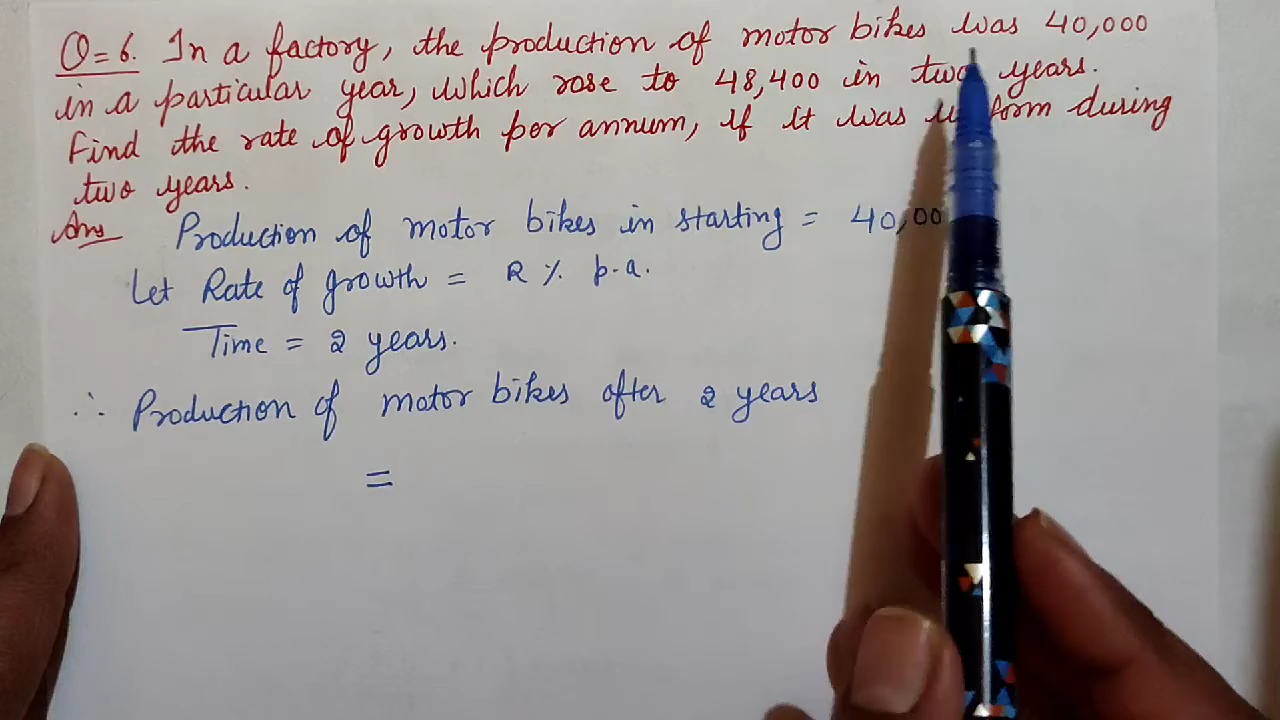 Q=6. In a factory, the production of motor bikes was 40,000
in a particular year, which rose to 48,400 in two years.
Find the rate of growth per annum, if it was during
two years.
Ans Production of motor bikes in starting =
Let Rate of growth = R % p.a.
Time = 2 years.
∴ Production of motor bikes after 2 years
=